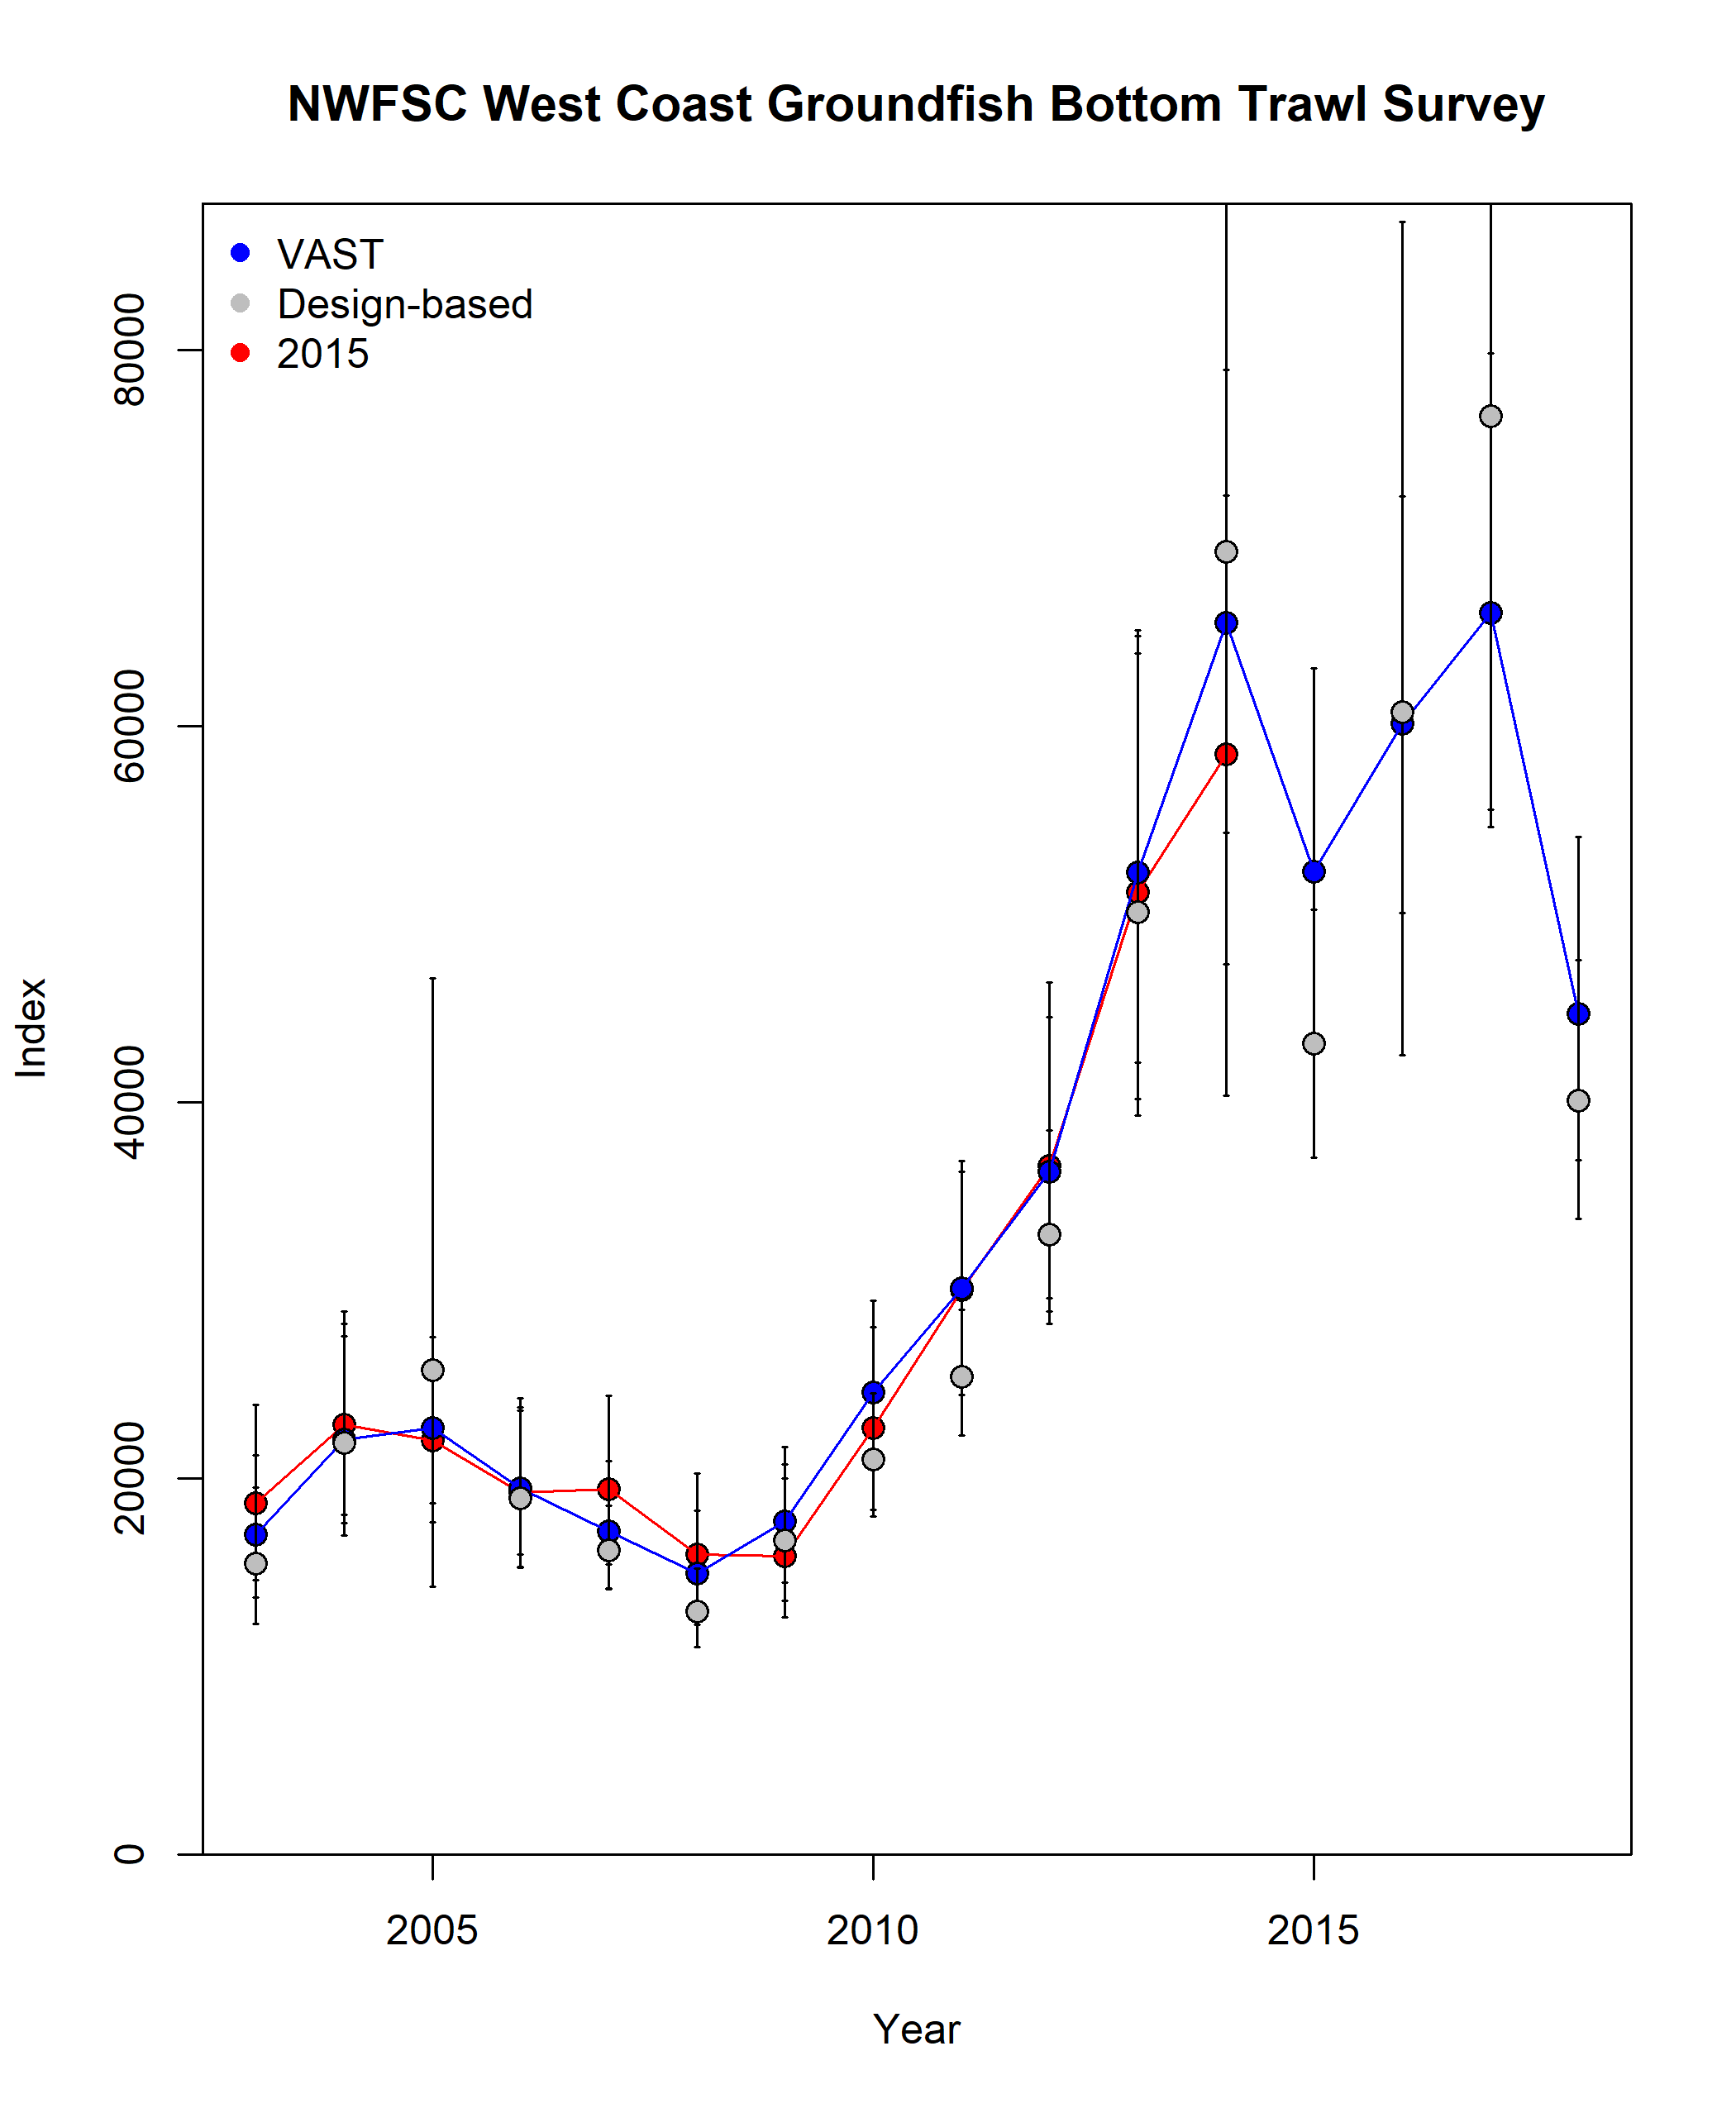 NWFSC West Coast Groundfish Bottom Trawl Survey
VAST
Design-based
2015
80000
60000
40000
20000
0
Index
2005
2010
2015
Year